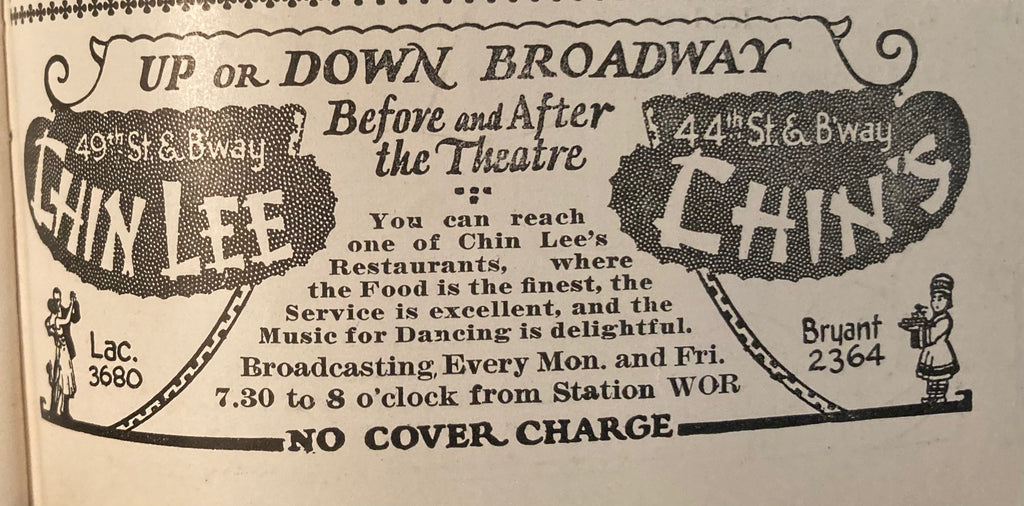 UP OR DOWN BROADWAY
Before and After
the Theatre
49th St & B'way
CHIN LEE
44th St. & B'way
CHIN'S
You can reach
one of Chin Lee's
Restaurants, where
the Food is the finest, the
Service is excellent, and the
Music for Dancing is delightful.
Broadcasting Every Mon. and Fri.
7.30 to 8 o'clock from Station WOR
Lac.
3680
Bryant
2364
NO COVER CHARGE